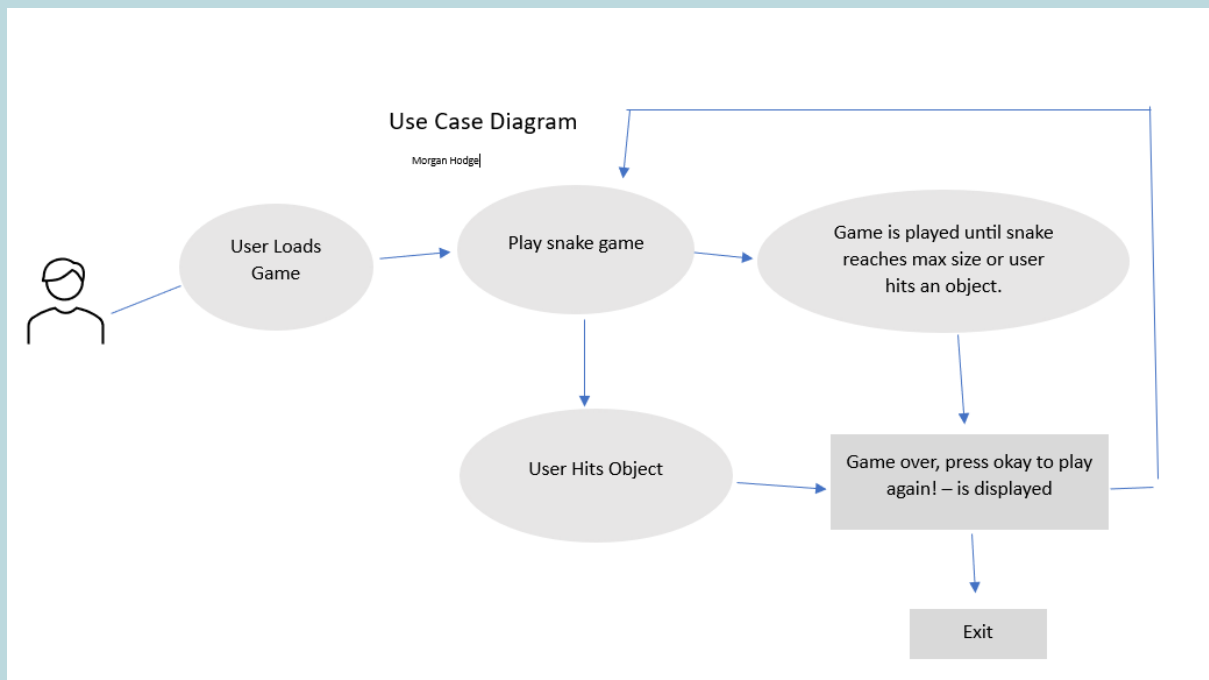 Use Case Diagram
Morgan Hodge
User Loads
Game
Play snake game
Game is played until snake
reaches max size or user
hits an object.
User Hits Object
Game over, press okay to play
again! – is displayed
Exit